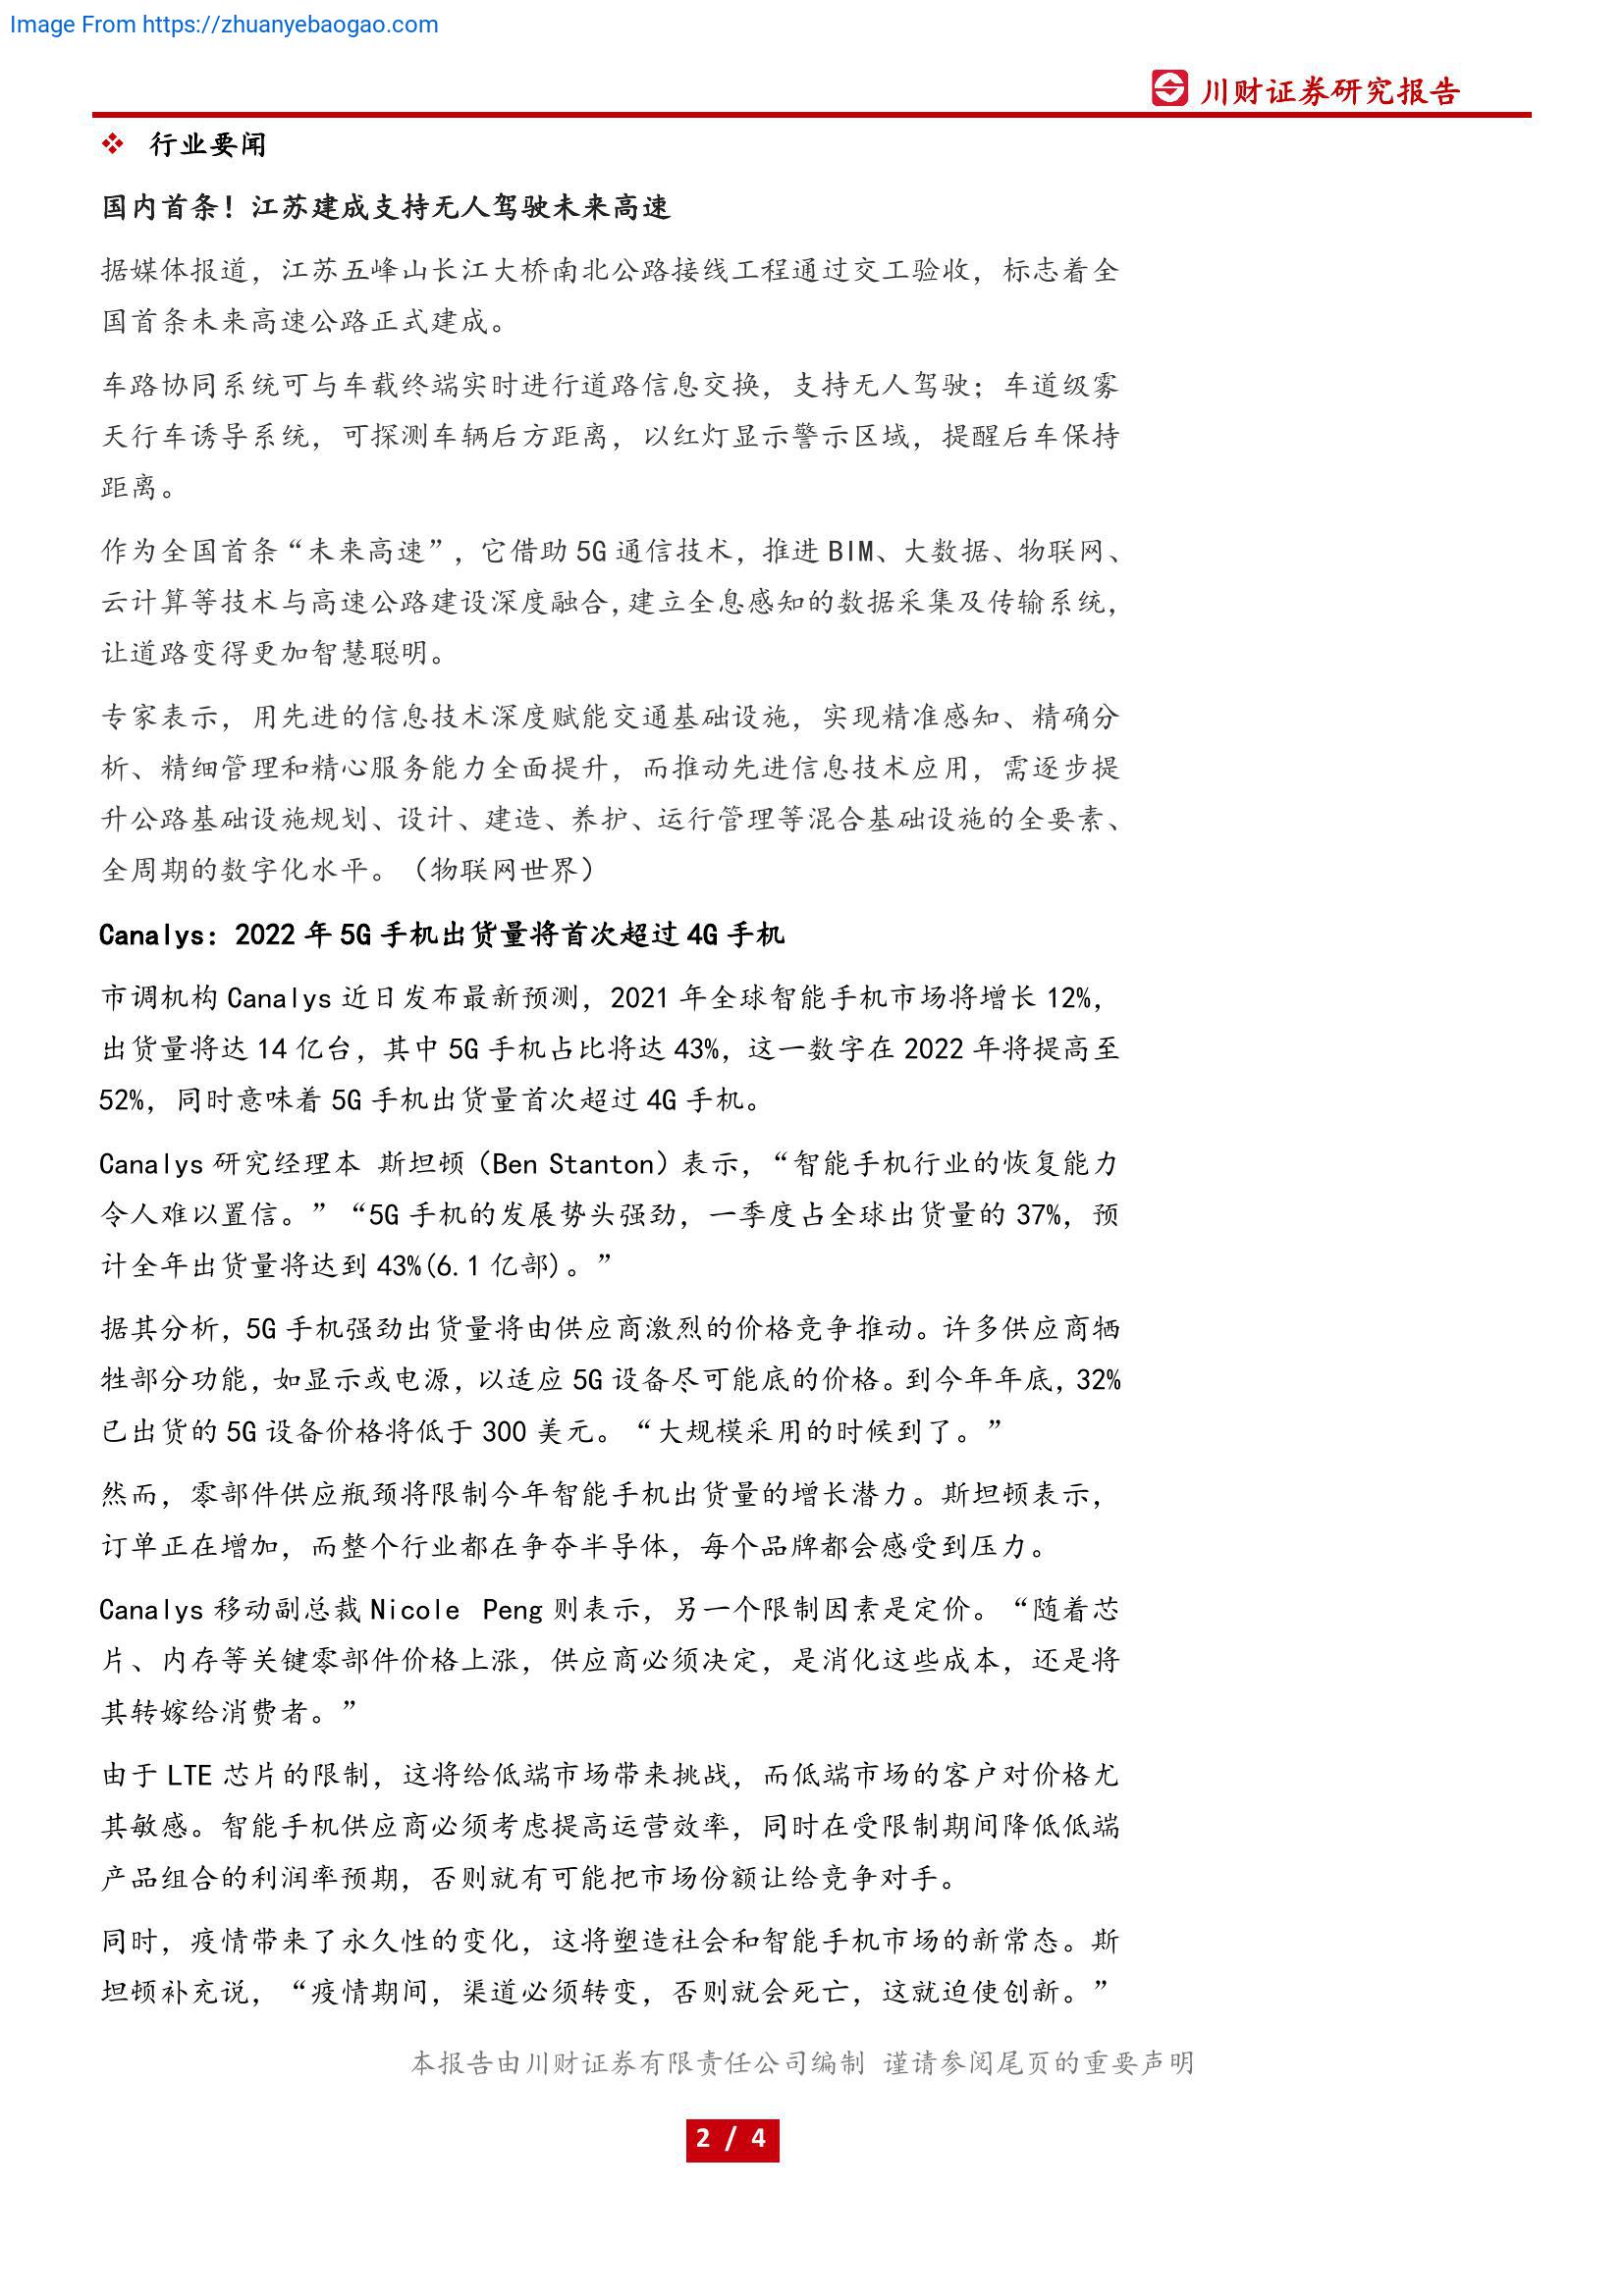 Image From https://zhuanyebaogao.com
川财证券研究报告
❖ 行业要闻
国内首条！江苏建成支持无人驾驶未来高速
据媒体报道，江苏五峰山长江大桥南北公路接线工程通过交工验收，标志着全
国首条未来高速公路正式建成。
车路协同系统可与车载终端实时进行道路信息交换，支持无人驾驶；车道级雾
天行车诱导系统，可探测车辆后方距离，以红灯显示警示区域，提醒后车保持
距离。
作为全国首条“未来高速”，它借助 5G 通信技术，推进 BIM、大数据、物联网、
云计算等技术与高速公路建设深度融合，建立全息感知的数据采集及传输系统，
让道路变得更加智慧聪明。
专家表示，用先进的信息技术深度赋能交通基础设施，实现精准感知、精确分
析、精细管理和精心服务能力全面提升，而推动先进信息技术应用，需逐步提
升公路基础设施规划、设计、建造、养护、运行管理等混合基础设施的全要素、
全周期的数字化水平。（物联网世界）
Canalys：2022 年 5G 手机出货量将首次超过 4G 手机
市调机构 Canalys 近日发布最新预测，2021 年全球智能手机市场将增长 12%，
出货量将达 14 亿台，其中 5G 手机占比将达 43%，这一数字在 2022 年将提高至
52%，同时意味着 5G 手机出货量首次超过 4G 手机。
Canalys 研究经理本 斯坦顿（Ben Stanton）表示，“智能手机行业的恢复能力
令人难以置信。”“5G 手机的发展势头强劲，一季度占全球出货量的 37%，预
计全年出货量将达到 43%(6.1 亿部)。”
据其分析，5G 手机强劲出货量将由供应商激烈的价格竞争推动。许多供应商牺
牲部分功能，如显示或电源，以适应 5G 设备尽可能底的价格。到今年年底，32%
已出货的 5G 设备价格将低于 300 美元。“大规模采用的时候到了。”
然而，零部件供应瓶颈将限制今年智能手机出货量的增长潜力。斯坦顿表示，
订单正在增加，而整个行业都在争夺半导体，每个品牌都会感受到压力。
Canalys 移动副总裁 Nicole Peng 则表示，另一个限制因素是定价。“随着芯
片、内存等关键零部件价格上涨，供应商必须决定，是消化这些成本，还是将
其转嫁给消费者。”
由于 LTE 芯片的限制，这将给低端市场带来挑战，而低端市场的客户对价格尤
其敏感。智能手机供应商必须考虑提高运营效率，同时在受限制期间降低低端
产品组合的利润率预期，否则就有可能把市场份额让给竞争对手。
同时，疫情带来了永久性的变化，这将塑造社会和智能手机市场的新常态。斯
坦顿补充说，“疫情期间，渠道必须转变，否则就会死亡，这就迫使创新。”
本报告由川财证券有限责任公司编制 谨请参阅尾页的重要声明
2 / 4